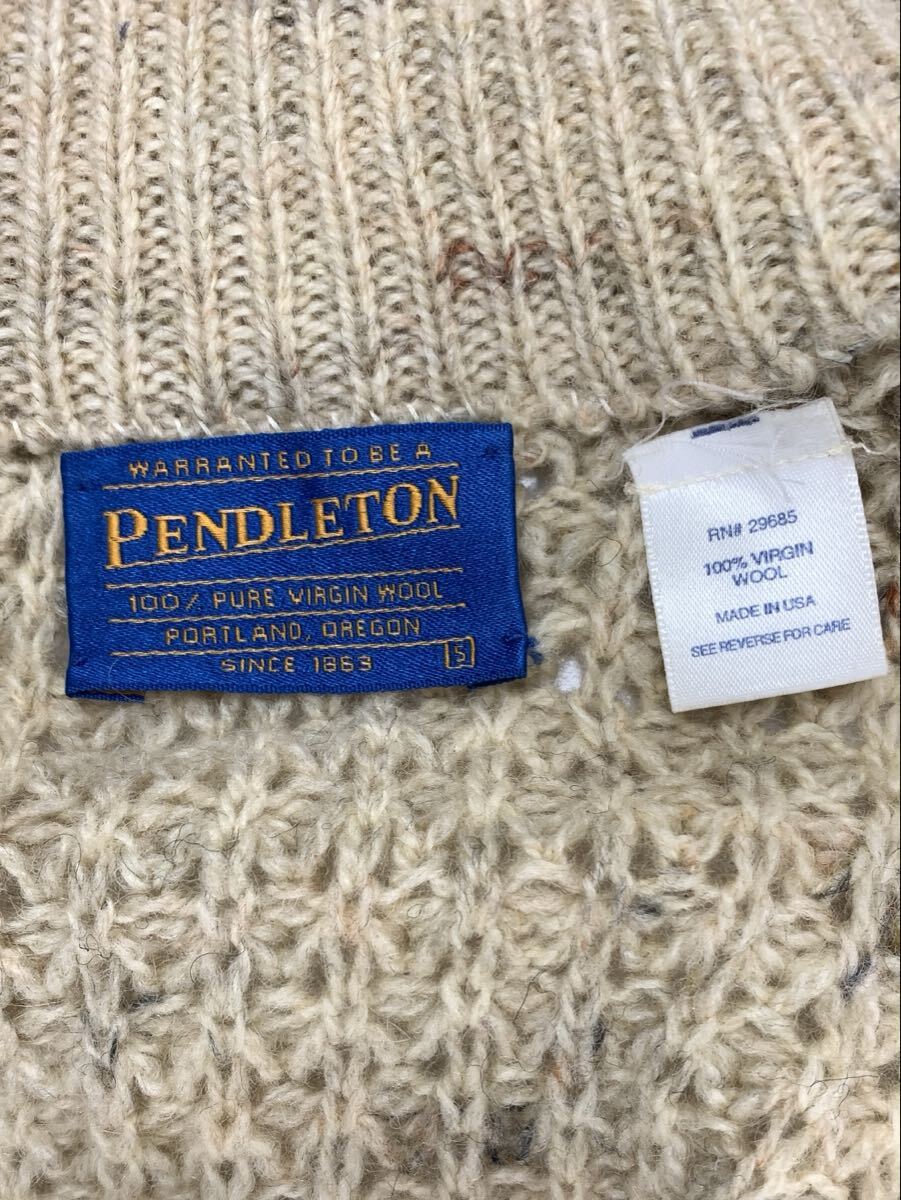 WARRANTED TO BE A
PENDLETON
100% PURE VIRGIN WOOL
PORTLAND, OREGON
SINCE 1863
S
RN# 29685
100% VIRGIN
WOOL
MADE IN USA
SEE REVERSE FOR CARE